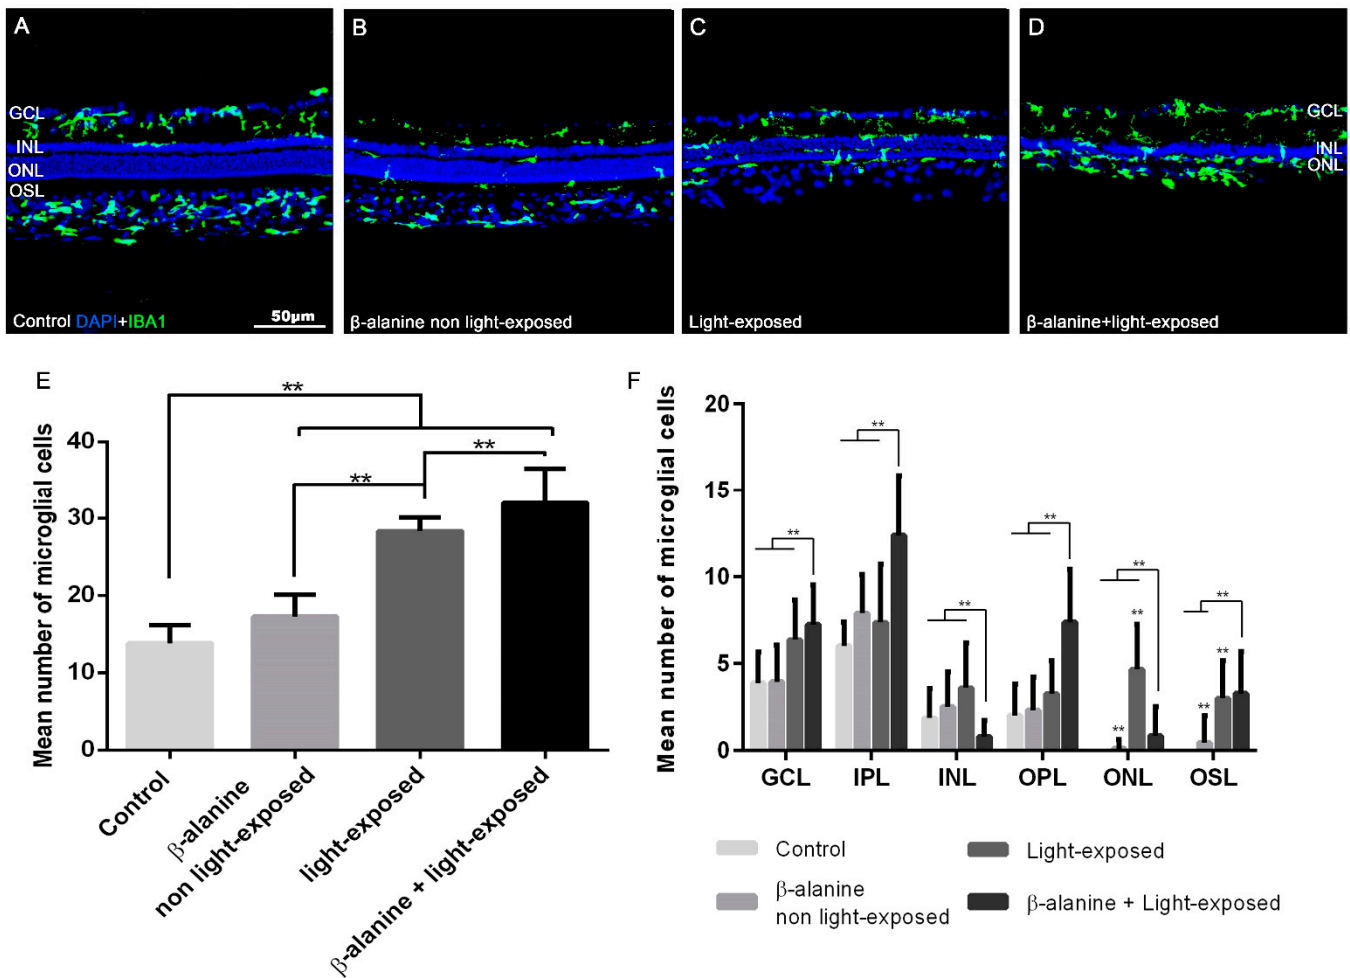 A
B
C
D
GCL
INL
ONL
OSL
GCL
INL
ONL
Control DAPI+IBA1
50µm
β-alanine non light-exposed
Light-exposed
β-alanine+light-exposed
E
Mean number of microglial cells
40
30
20
10
0
**
**
**
Control
β-alanine
non light-exposed
light-exposed
β-alanine + light-exposed
F
Mean number of microglial cells
20
15
10
5
0
**
**
**
**
**
**
**
**
**
**
GCL
IPL
INL
OPL
ONL
OSL
Control
Light-exposed
β-alanine
non light-exposed
β-alanine + Light-exposed